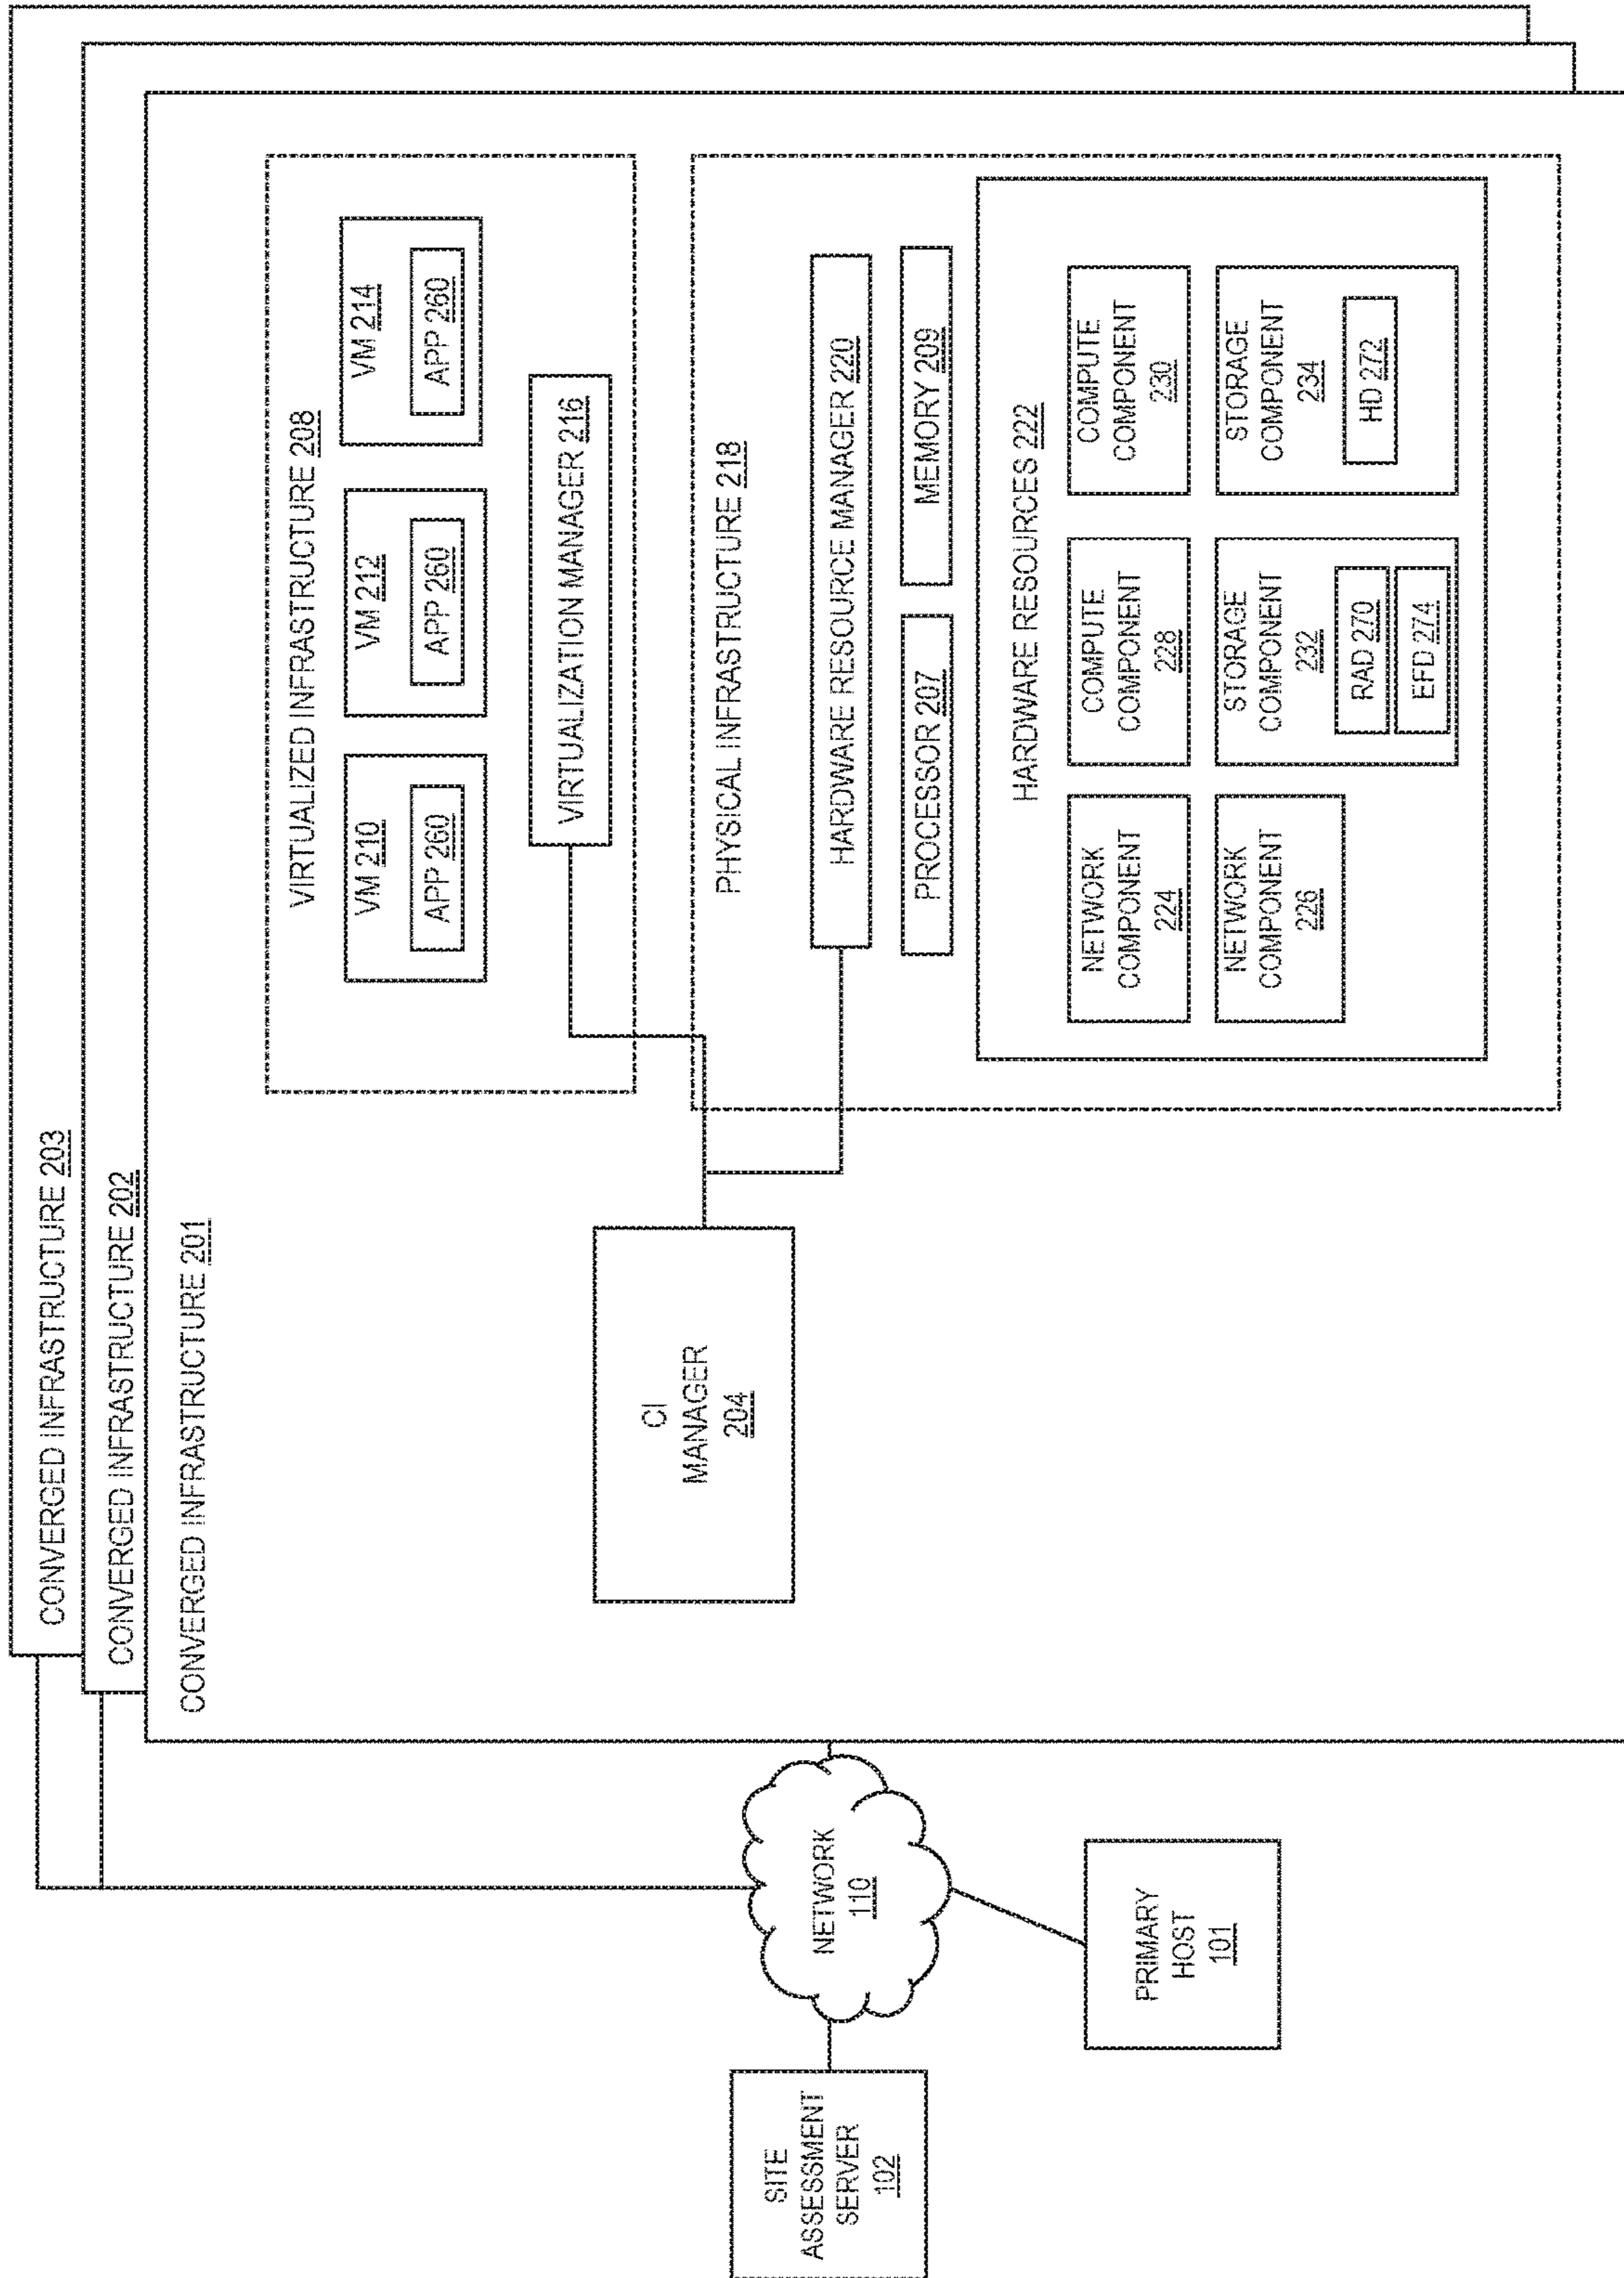 CONVERGED INFRASTRUCTURE 203
CONVERGED INFRASTRUCTURE 202
CONVERGED INFRASTRUCTURE 201
VIRTUALIZED INFRASTRUCTURE 208
VM 210
APP 260
VM 212
APP 260
VM 214
APP 260
VIRTUALIZATION MANAGER 216
CI
MANAGER
204
PHYSICAL INFRASTRUCTURE 218
HARDWARE RESOURCE MANAGER 220
PROCESSOR 207
MEMORY 209
HARDWARE RESOURCES 222
NETWORK
COMPONENT
224
COMPUTE
COMPONENT
228
COMPUTE
COMPONENT
230
NETWORK
COMPONENT
226
STORAGE
COMPONENT
232
RAD 270
EFD 274
STORAGE
COMPONENT
234
HD 272
SITE
ASSESSMENT
SERVER
102
NETWORK
110
PRIMARY
HOST
101